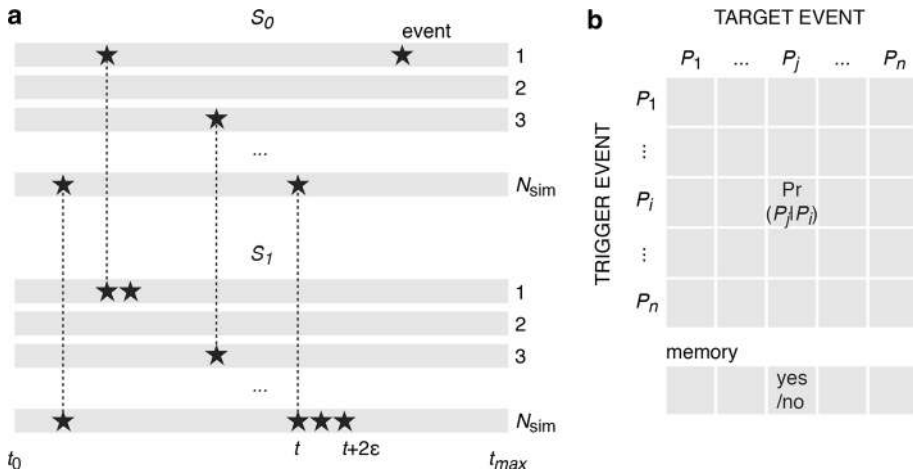 a
S0
event
1
2
3
...
Nsim
S1
1
2
3
...
Nsim
t
t+2ε
t0
tmax
b
TARGET EVENT
P1 ... Pj ... Pn
TRIGGER EVENT
P1
⋮
Pi
Pr
(Pj|Pi)
⋮
Pn
memory
yes
/no